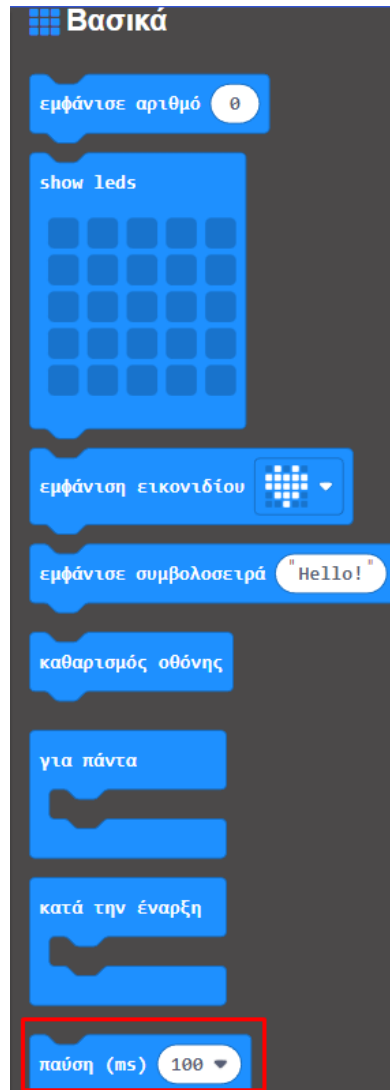 Βασικά
εμφάνισε αριθμό 0
show leds
εμφάνιση εικονιδίου
εμφάνισε συμβολοσειρά "Hello!"
καθαρισμός οθόνης
για πάντα
κατά την έναρξη
παύση (ms) 100